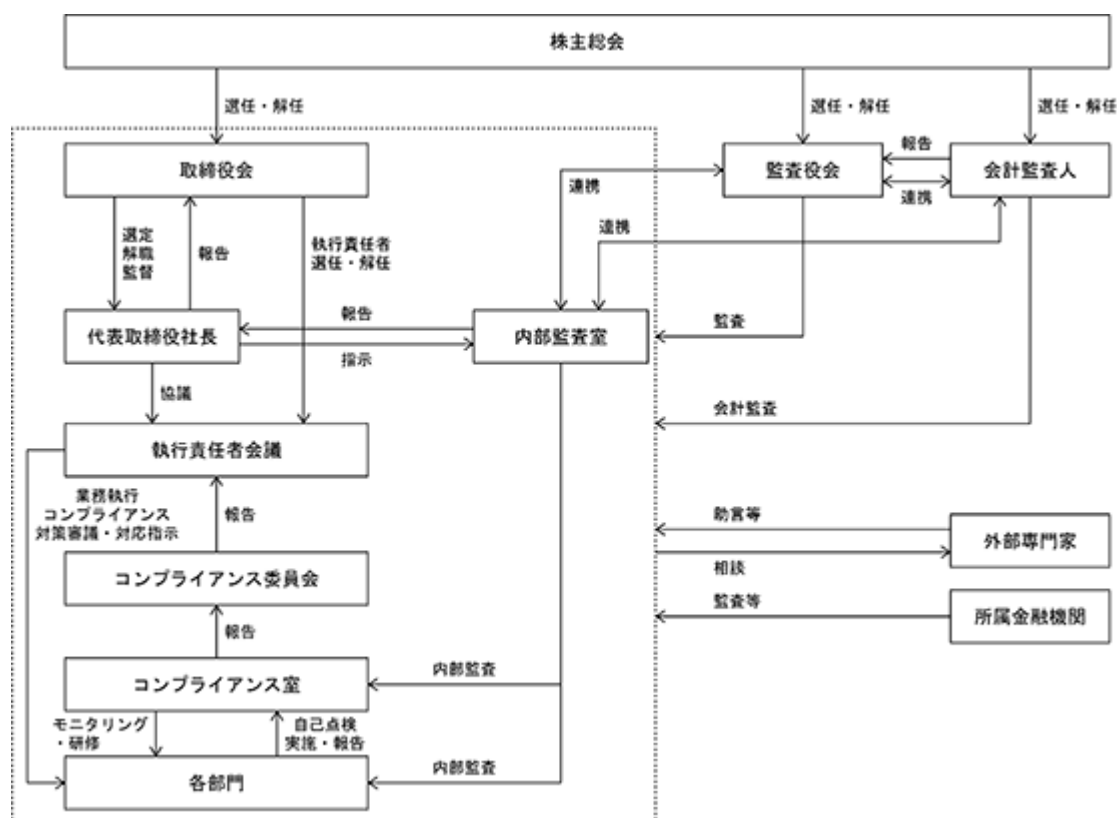 株主総会
選任・解任
選任・解任
選任・解任
取締役会
監査役会
報告
連携
会計監査人
連携
連携
選定
解職
監督
報告
執行責任者
選任・解任
代表取締役社長
報告
指示
内部監査室
監査
協議
会計監査
執行責任者会議
業務執行
コンプライアンス
対策審議・対応指示
報告
助言等
相談
外部専門家
コンプライアンス委員会
監査等
所属金融機関
報告
コンプライアンス室
内部監査
モニタリング
・研修
自己点検
実施・報告
各部門
内部監査